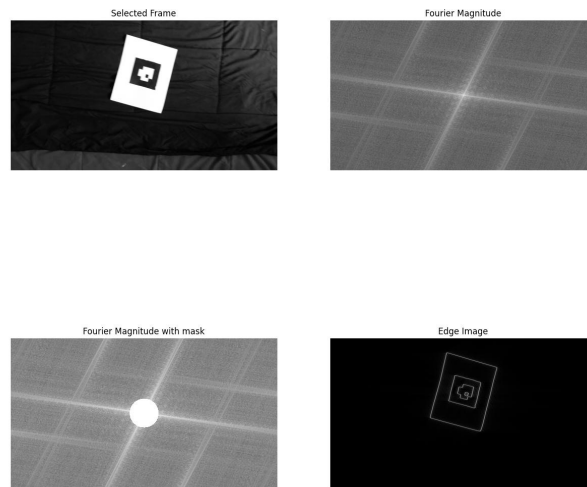 Selected Frame
Fourier Magnitude
Fourier Magnitude with mask
Edge Image